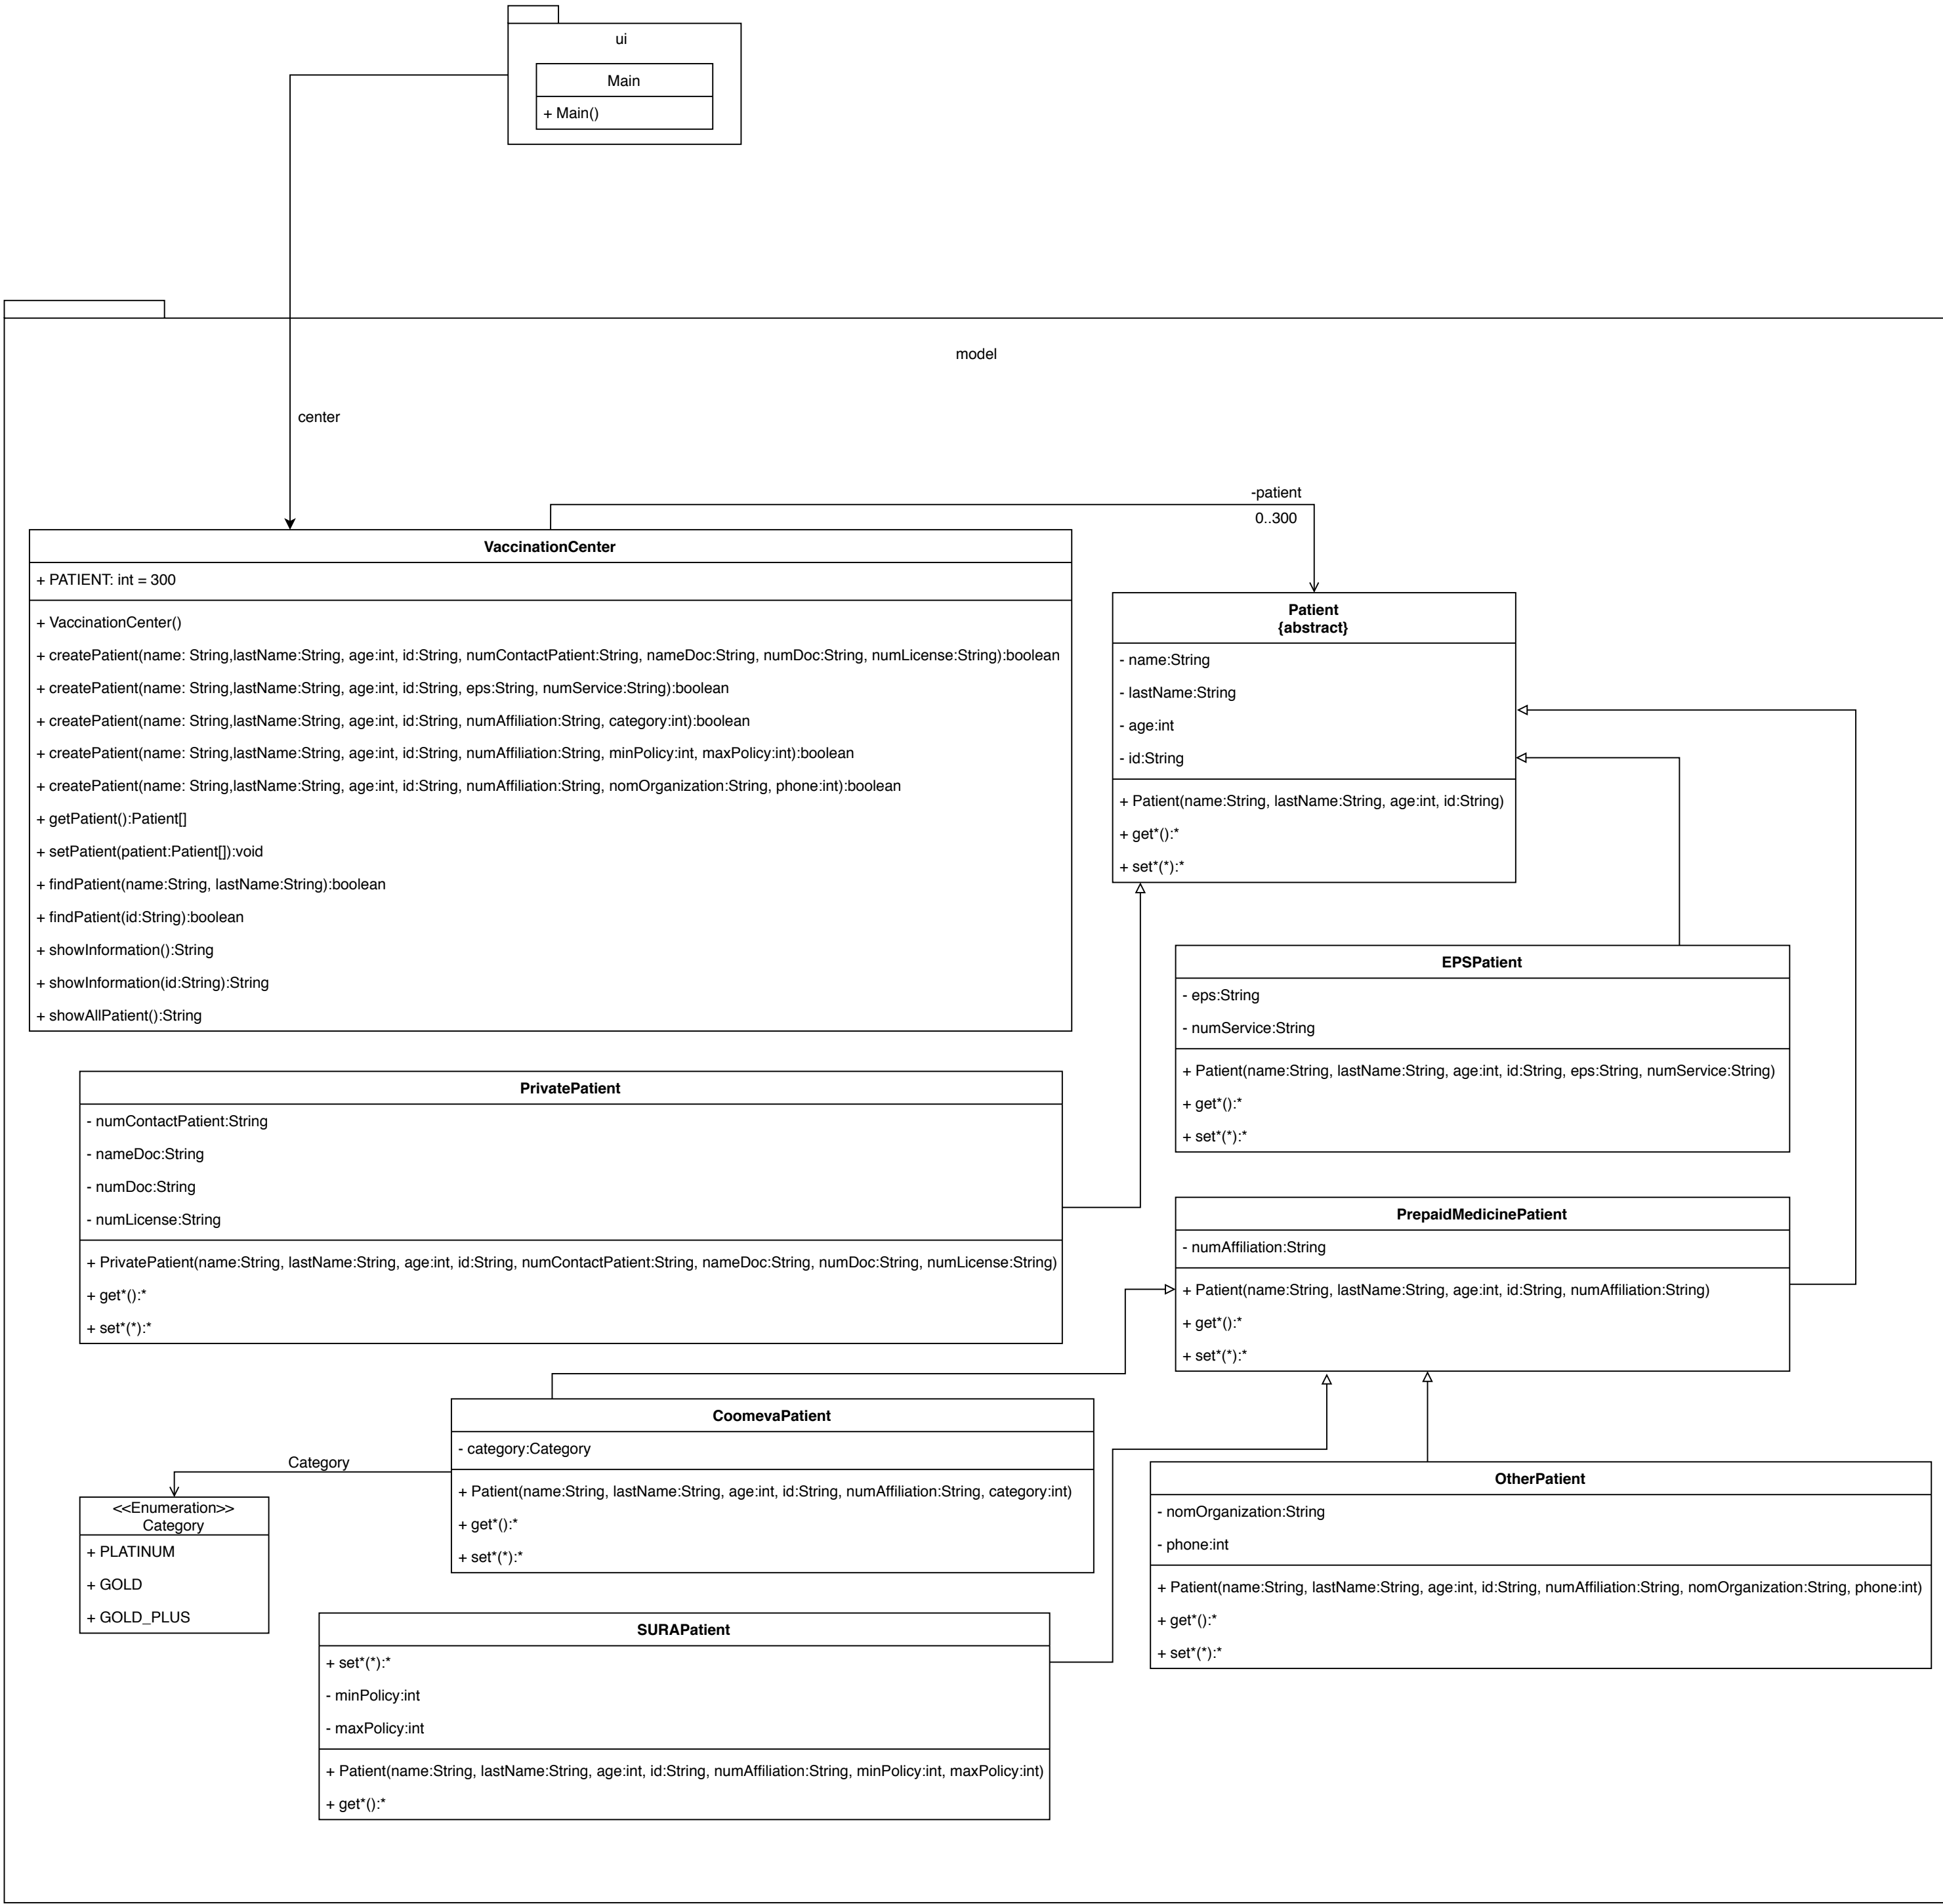 ui
Main
+ Main()
model
center
-patient
0..300
VaccinationCenter
+ PATIENT: int = 300
+ VaccinationCenter()
+ createPatient(name: String,lastName:String, age:int, id:String, numContactPatient:String, nameDoc:String, numDoc:String, numLicense:String):boolean
+ createPatient(name: String,lastName:String, age:int, id:String, eps:String, numService:String):boolean
+ createPatient(name: String,lastName:String, age:int, id:String, numAffiliation:String, category:int):boolean
+ createPatient(name: String,lastName:String, age:int, id:String, numAffiliation:String, minPolicy:int, maxPolicy:int):boolean
+ createPatient(name: String,lastName:String, age:int, id:String, numAffiliation:String, nomOrganization:String, phone:int):boolean
+ getPatient():Patient[]
+ setPatient(patient:Patient[]):void
+ findPatient(name:String, lastName:String):boolean
+ findPatient(id:String):boolean
+ showInformation():String
+ showInformation(id:String):String
+ showAllPatient():String
Patient
{abstract}
- name:String
- lastName:String
- age:int
- id:String
+ Patient(name:String, lastName:String, age:int, id:String)
+ get*():*
+ set*(*):*
EPSPatient
- eps:String
- numService:String
+ Patient(name:String, lastName:String, age:int, id:String, eps:String, numService:String)
+ get*():*
+ set*(*):*
PrivatePatient
- numContactPatient:String
- nameDoc:String
- numDoc:String
- numLicense:String
+ PrivatePatient(name:String, lastName:String, age:int, id:String, numContactPatient:String, nameDoc:String, numDoc:String, numLicense:String)
+ get*():*
+ set*(*):*
PrepaidMedicinePatient
- numAffiliation:String
+ Patient(name:String, lastName:String, age:int, id:String, numAffiliation:String)
+ get*():*
+ set*(*):*
CoomevaPatient
- category:Category
+ Patient(name:String, lastName:String, age:int, id:String, numAffiliation:String, category:int)
+ get*():*
+ set*(*):*
Category
<<Enumeration>>
Category
+ PLATINUM
+ GOLD
+ GOLD_PLUS
OtherPatient
- nomOrganization:String
- phone:int
+ Patient(name:String, lastName:String, age:int, id:String, numAffiliation:String, nomOrganization:String, phone:int)
+ get*():*
+ set*(*):*
SURAPatient
+ set*(*):*
- minPolicy:int
- maxPolicy:int
+ Patient(name:String, lastName:String, age:int, id:String, numAffiliation:String, minPolicy:int, maxPolicy:int)
+ get*():*